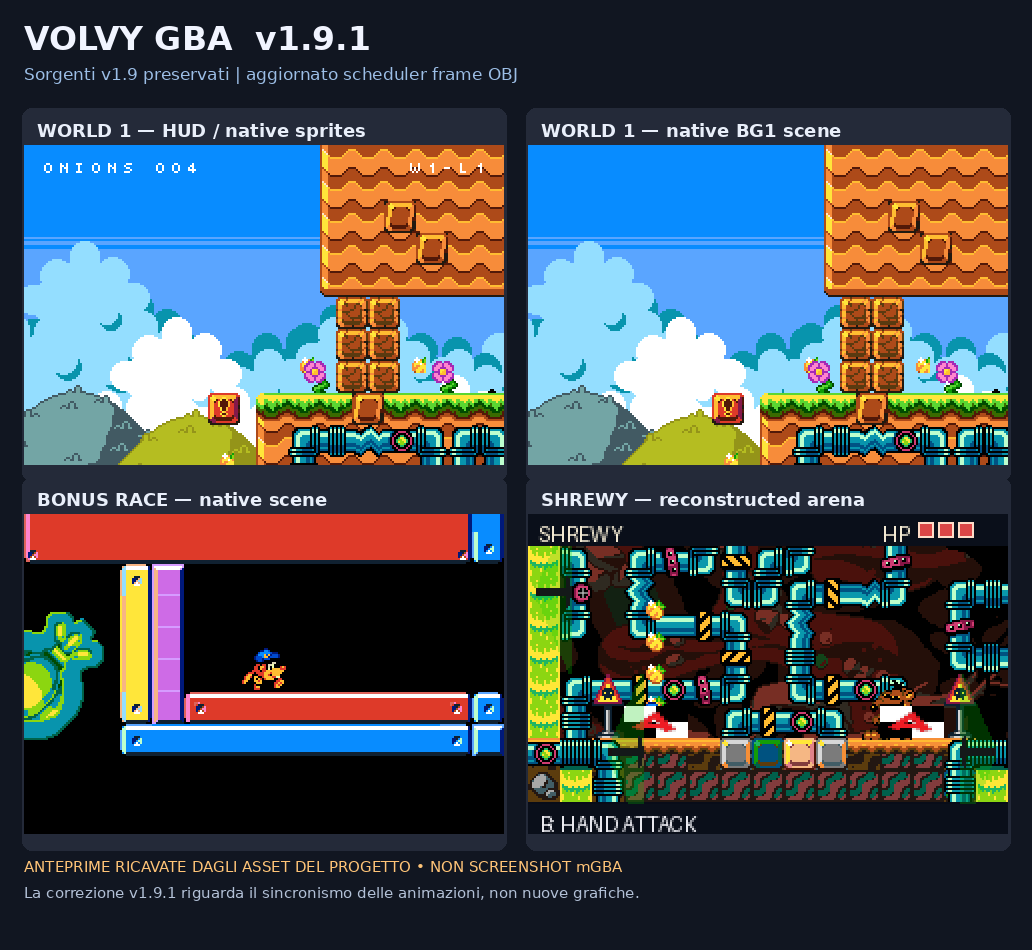 VOLVY GBA v1.9.1
Sorgenti v1.9 preservati | aggiornato scheduler frame OBJ
WORLD 1 — HUD / native sprites
WORLD 1 — native BG1 scene
ONIONS 004
W1-L1
BONUS RACE — native scene
SHREWY — reconstructed arena
SHREWY
HP
B: HAND ATTACK
ANTEPRIME RICAVATE DAGLI ASSET DEL PROGETTO • NON SCREENSHOT mGBA
La correzione v1.9.1 riguarda il sincronismo delle animazioni, non nuove grafiche.